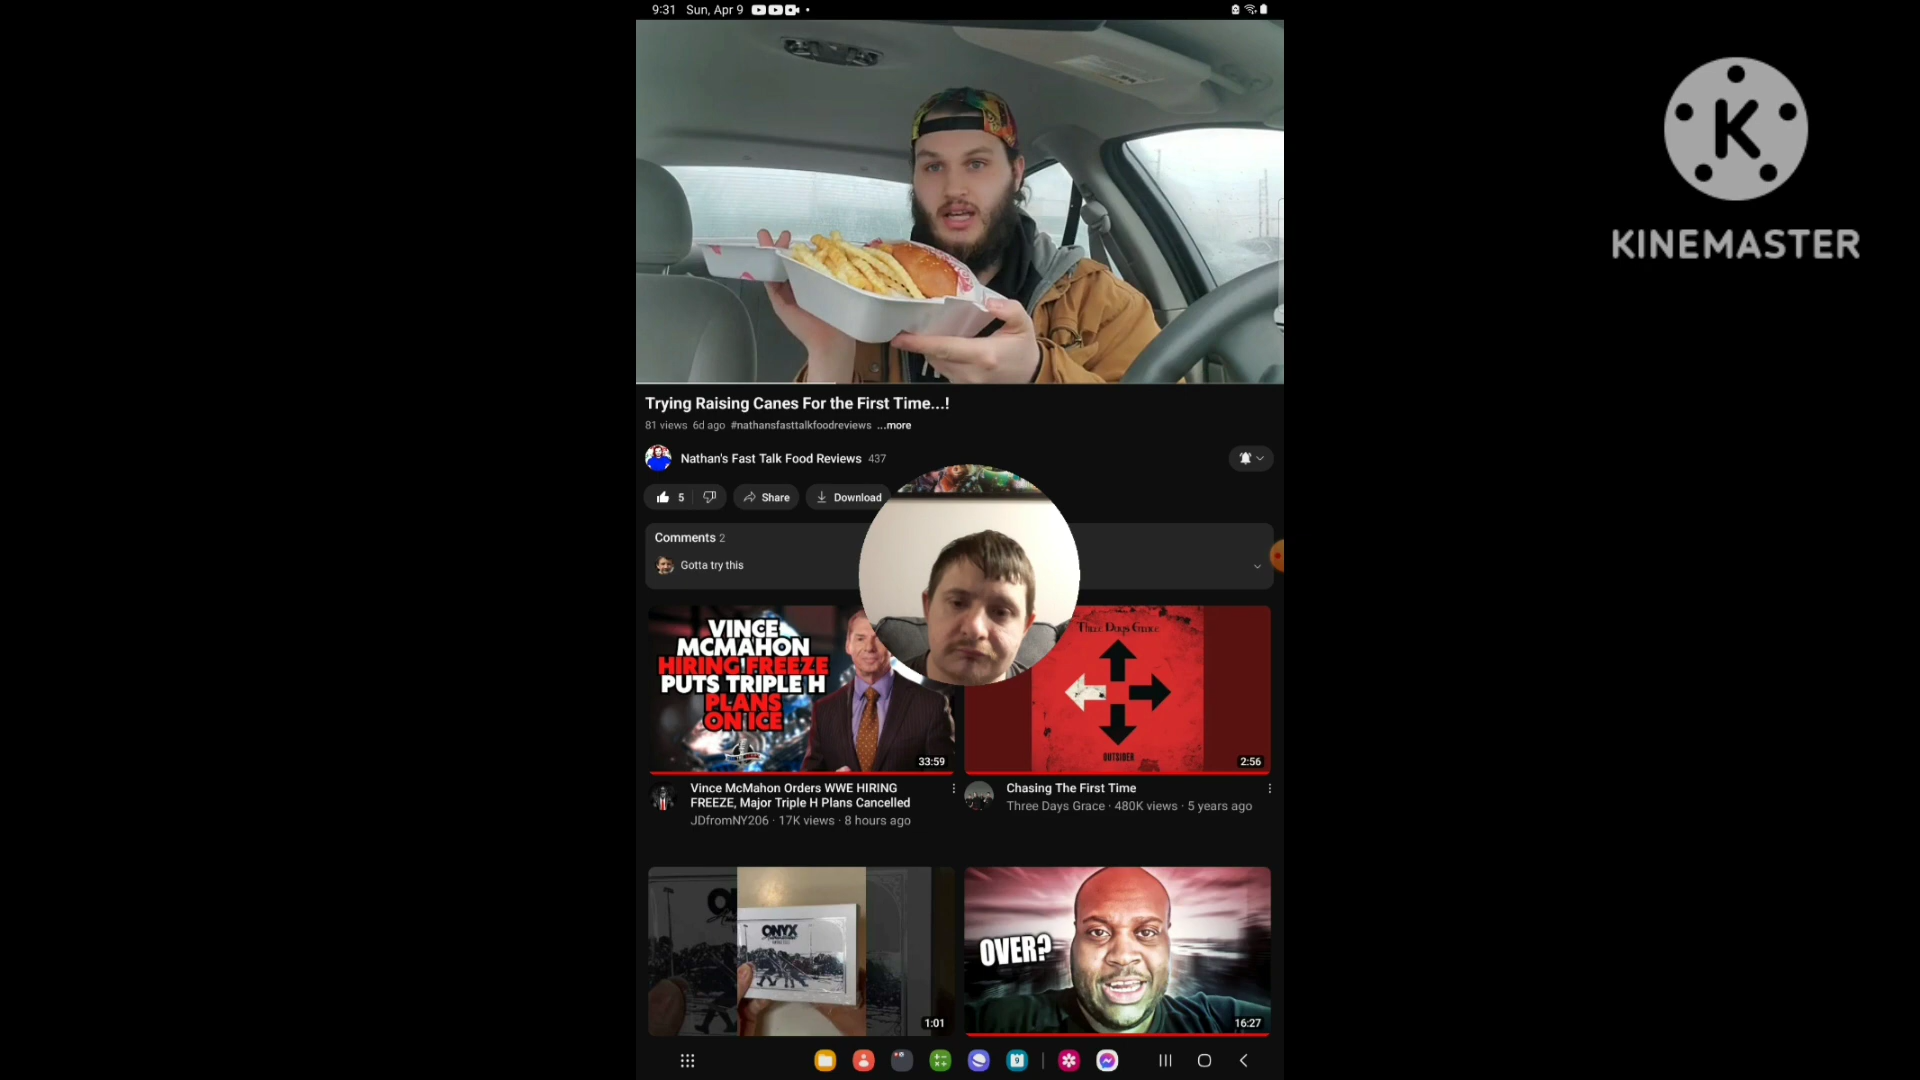 9:31 Sun, Apr 9
KINEMASTER
Trying Raising Canes For the First Time...!
81 views 6d ago #nathansfasttalkfoodreviews ...more
Nathan's Fast Talk Food Reviews 437
5 Share Download
Comments 2
Gotta try this
VINCE
MCMAHON
HIRING FREEZE
PUTS TRIPLE H
PLANS
ON ICE
33:59
Three Days Grace
OUTSIDER
2:56
Vince McMahon Orders WWE HIRING
FREEZE, Major Triple H Plans Cancelled
JDfromNY206 · 17K views · 8 hours ago
Chasing The First Time
Three Days Grace · 480K views · 5 years ago
ONYX
1:01
OVER?
16:27
9